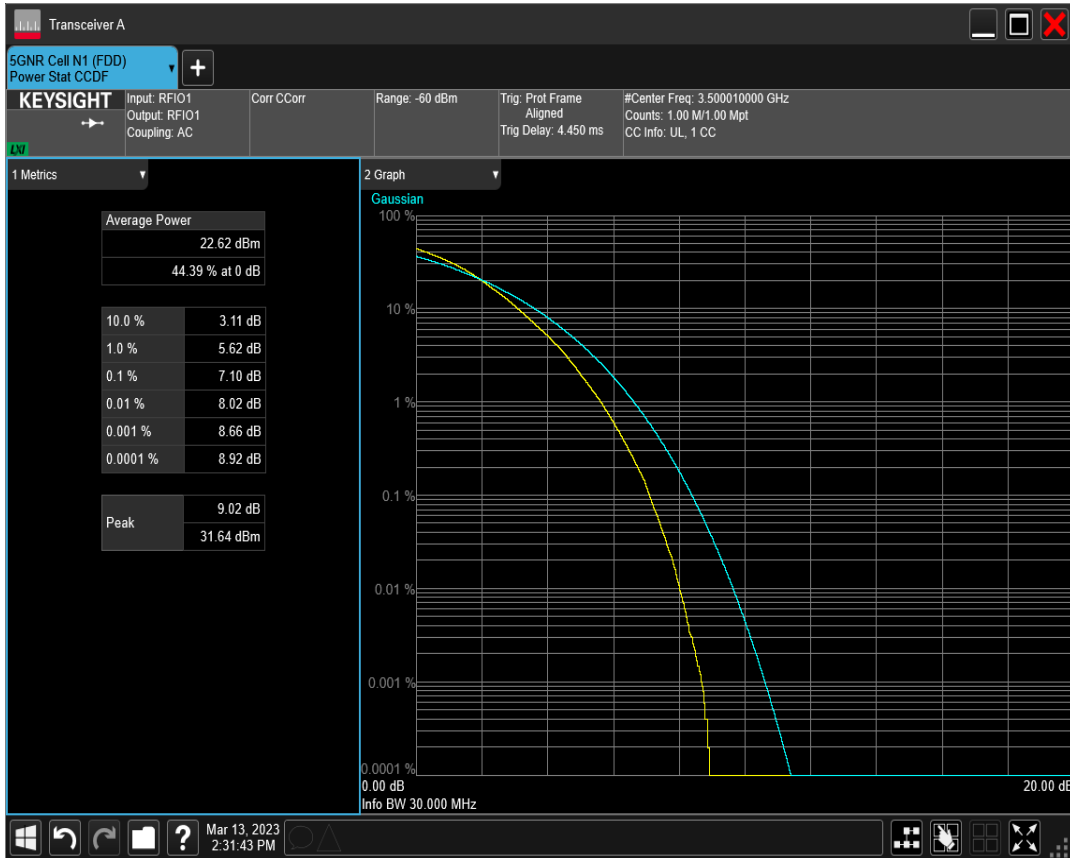 Transceiver A
5GNR Cell N1 (FDD)
Power Stat CCDF
+
KEYSIGHT
LXI
Input: RFIO1
Output: RFIO1
Coupling: AC
Corr CCorr
Range: -60 dBm
Trig: Prot Frame
Aligned
Trig Delay: 4.450 ms
#Center Freq: 3.500010000 GHz
Counts: 1.00 M/1.00 Mpt
CC Info: UL, 1 CC
1 Metrics
Average Power
22.62 dBm
44.39 % at 0 dB
10.0 % 3.11 dB
1.0 % 5.62 dB
0.1 % 7.10 dB
0.01 % 8.02 dB
0.001 % 8.66 dB
0.0001 % 8.92 dB
Peak
9.02 dB
31.64 dBm
2 Graph
Gaussian
100 %
10 %
1 %
0.1 %
0.01 %
0.001 %
0.0001 %
0.00 dB 20.00 dB
Info BW 30.000 MHz
?
Mar 13, 2023
2:31:43 PM